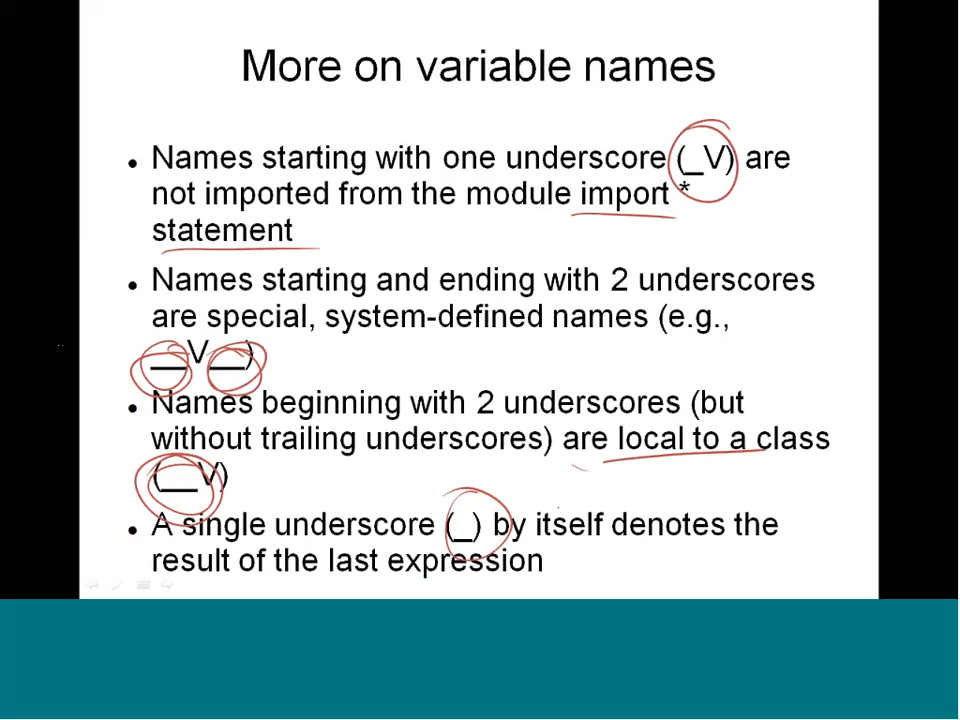 More on variable names
Names starting with one underscore (_V) are
not imported from the module import *
statement
Names starting and ending with 2 underscores
are special, system-defined names (e.g.,
__V__)
Names beginning with 2 underscores (but
without trailing underscores) are local to a class
(__V)
A single underscore (_) by itself denotes the
result of the last expression